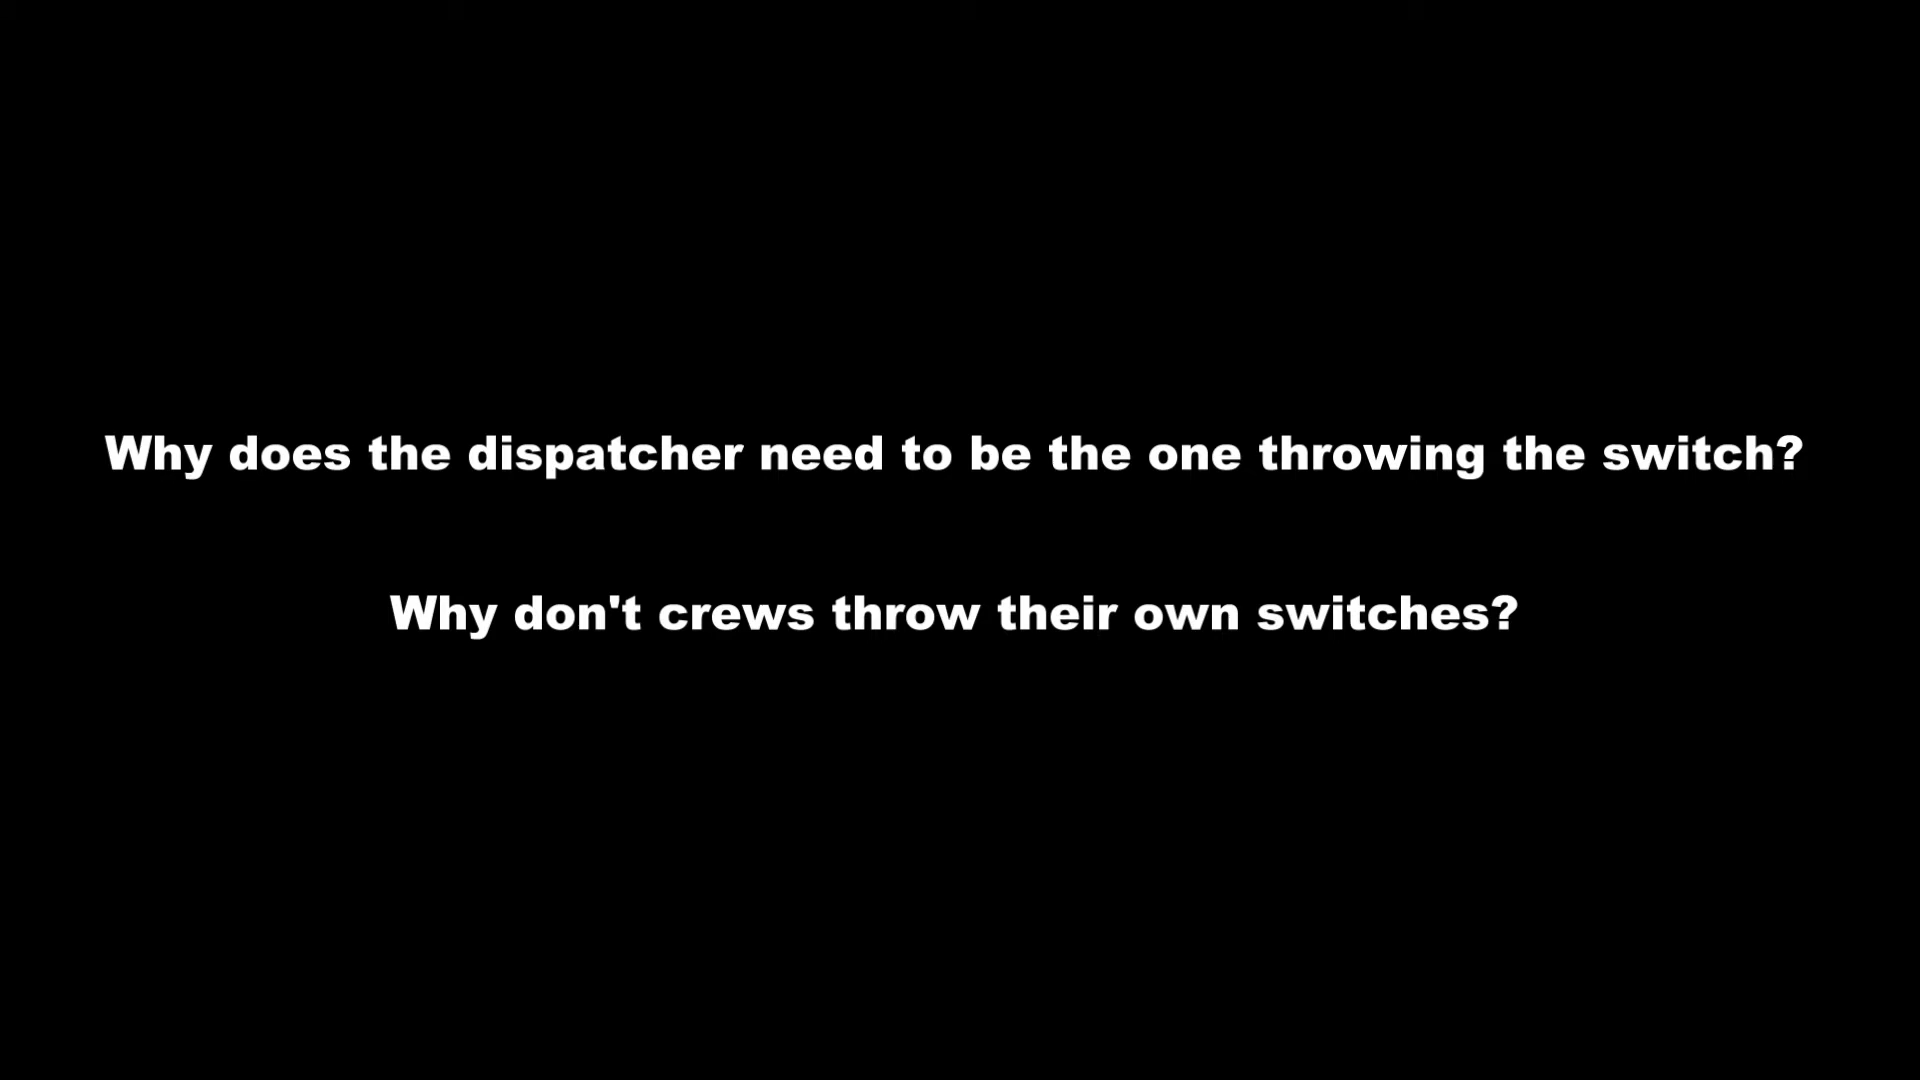 Why does the dispatcher need to be the one throwing the switch?
Why don't crews throw their own switches?